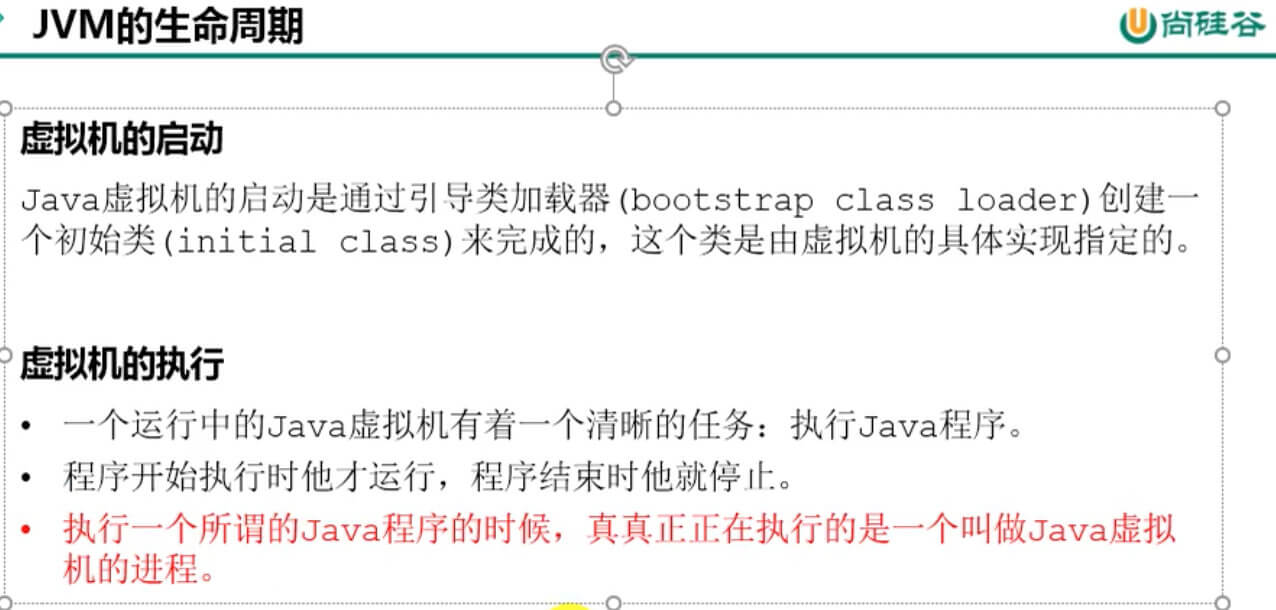 JVM的生命周期
尚硅谷
虚拟机的启动
Java虚拟机的启动是通过引导类加载器(bootstrap class loader)创建一
个初始类(initial class)来完成的，这个类是由虚拟机的具体实现指定的。
虚拟机的执行
• 一个运行中的Java虚拟机有着一个清晰的任务：执行Java程序。
• 程序开始执行时他才运行，程序结束时他就停止。
• 执行一个所谓的Java程序的时候，真真正正在执行的是一个叫做Java虚拟
机的进程。